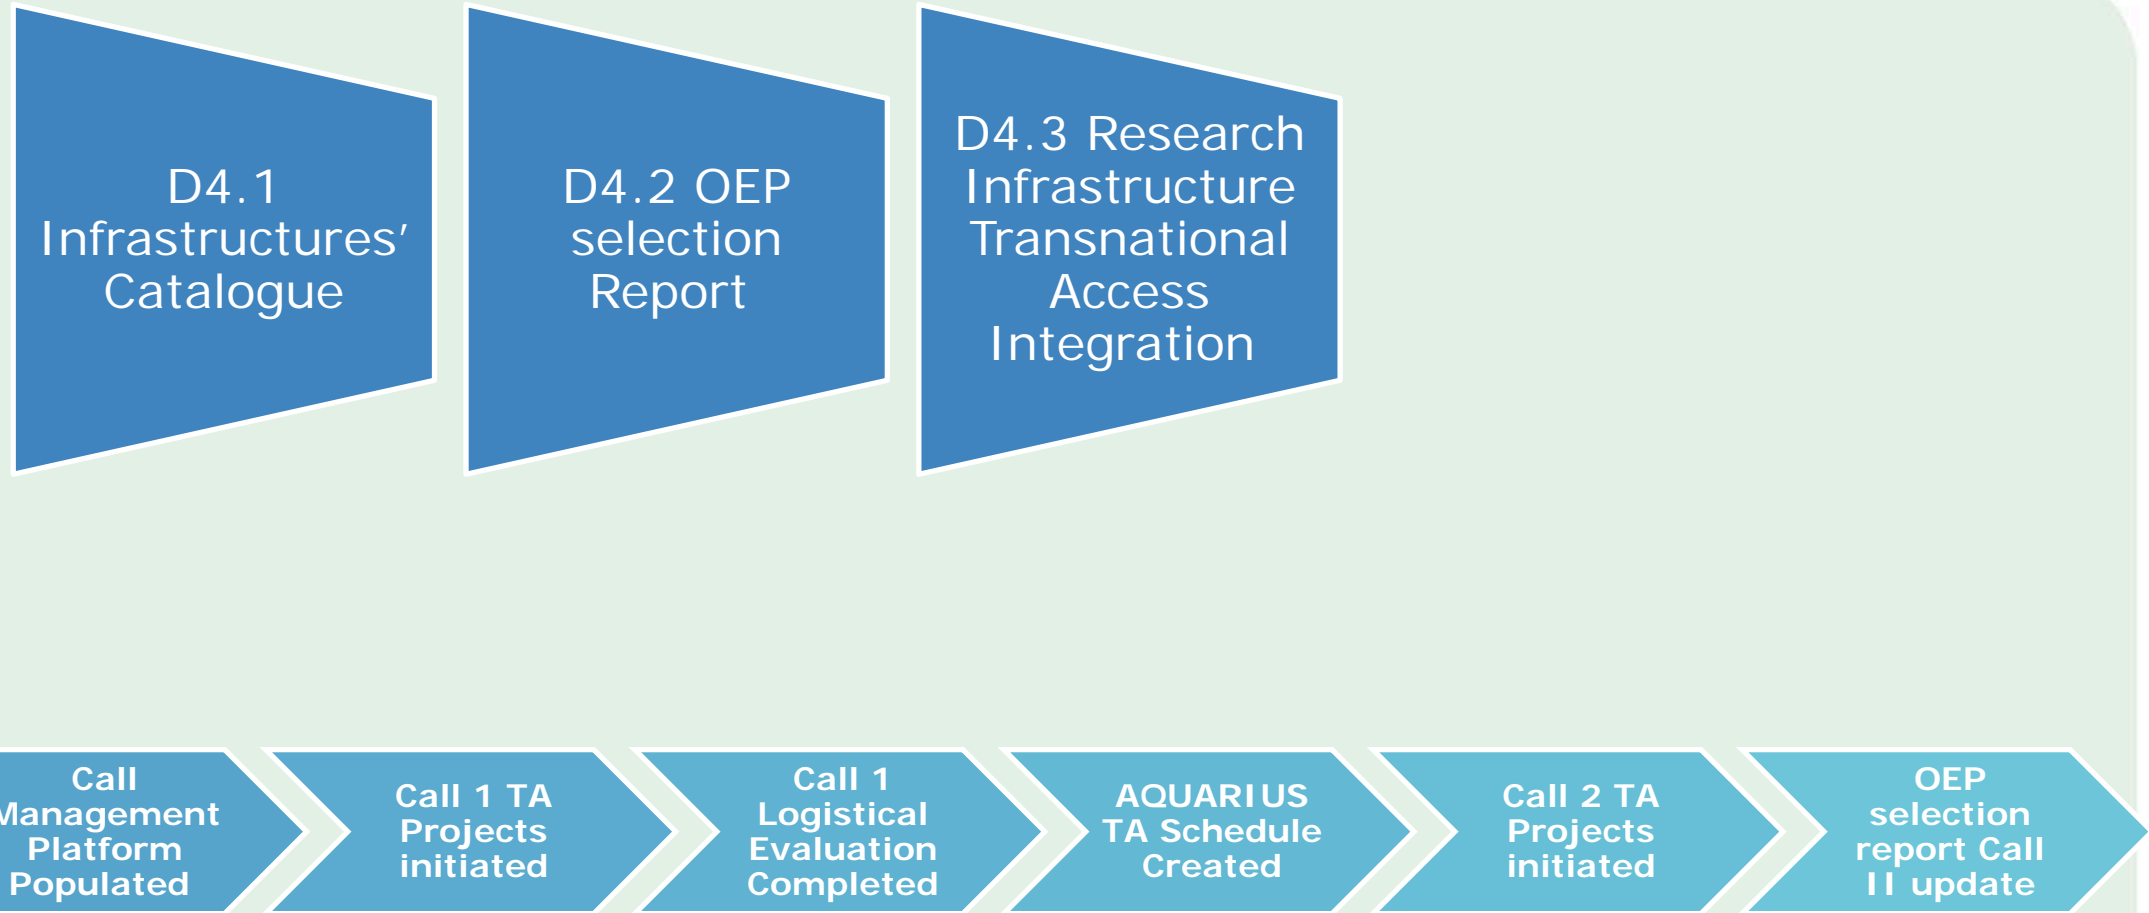 D4.1
Infrastructures’
Catalogue
D4.2 OEP
selection
Report
D4.3 Research
Infrastructure
Transnational
Access
Integration
Call
Management
Platform
Populated
Call 1 TA
Projects
initiated
Call 1
Logistical
Evaluation
Completed
AQUARIUS
TA Schedule
Created
Call 2 TA
Projects
initiated
OEP
selection
report Call
II update